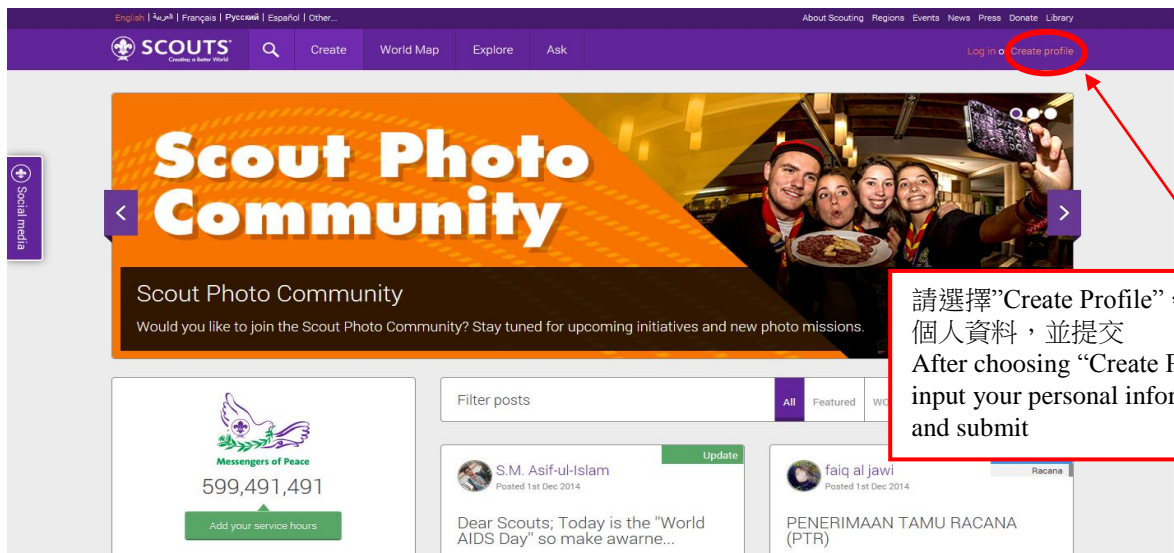 English | العربية | Français | Русский | Español | Other...
About Scouting Regions Events News Press Donate Library
SCOUTS
Creating a Better World
Create World Map Explore Ask
Log in or Create profile
Social media
Scout Photo
Community
Scout Photo Community
Would you like to join the Scout Photo Community? Stay tuned for upcoming initiatives and new photo missions.
請選擇”Create Profile”，
個人資料，並提交
After choosing “Create
input your personal
and submit
Messengers of Peace
599,491,491
Add your service hours
Filter posts
All Featured
Update
S.M. Asif-ul-Islam
Posted 1st Dec 2014
Dear Scouts; Today is the "World
AIDS Day" so make awarne...
Racana
faiq al jawi
Posted 1st Dec 2014
PENERIMAAN TAMU RACANA
(PTR)